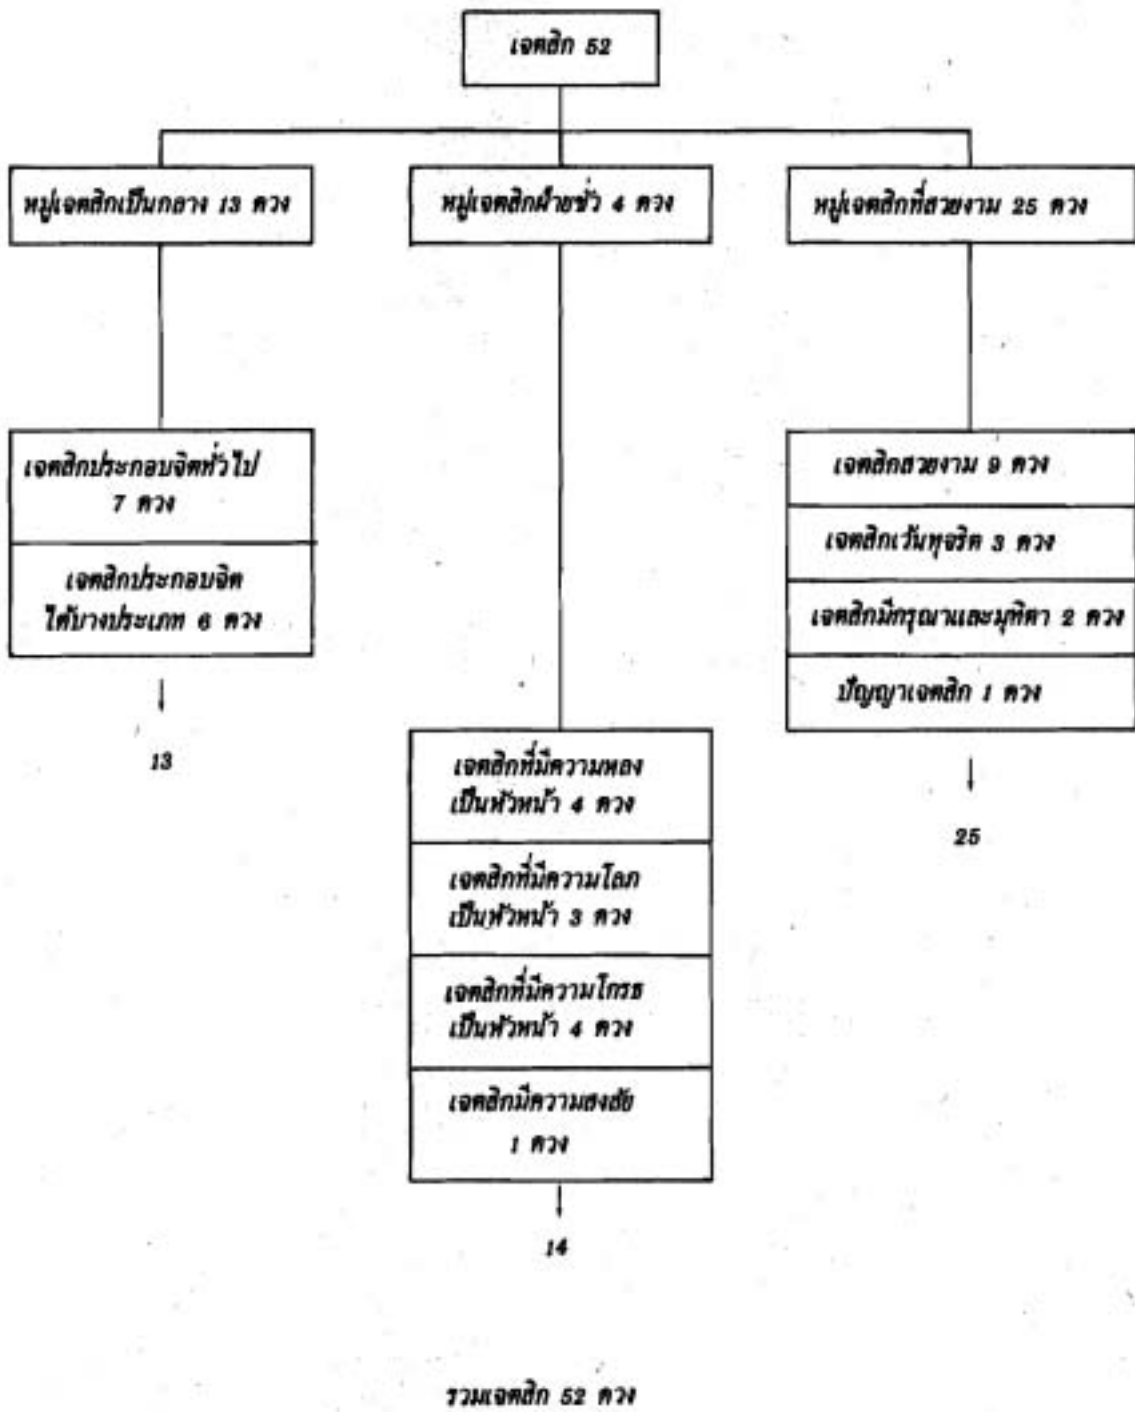 เจตสิก 52
หมู่เจตสิกเป็นกลาง 13 ดวง
หมู่เจตสิกฝ่ายชั่ว 4 ดวง
หมู่เจตสิกที่สวยงาม 25 ดวง
เจตสิกประกอบจิตทั่วไป
7 ดวง
เจตสิกประกอบจิต
ได้บางประเภท 6 ดวง
13
เจตสิกที่มีความหลง
เป็นหัวหน้า 4 ดวง
เจตสิกที่มีความโลภ
เป็นหัวหน้า 3 ดวง
เจตสิกที่มีความโกรธ
เป็นหัวหน้า 4 ดวง
เจตสิกมีความสงสัย
1 ดวง
14
เจตสิกสวยงาม 9 ดวง
เจตสิกเว้นทุจริต 3 ดวง
เจตสิกมีกรุณาและมุทิตา 2 ดวง
ปัญญาเจตสิก 1 ดวง
25
รวมเจตสิก 52 ดวง